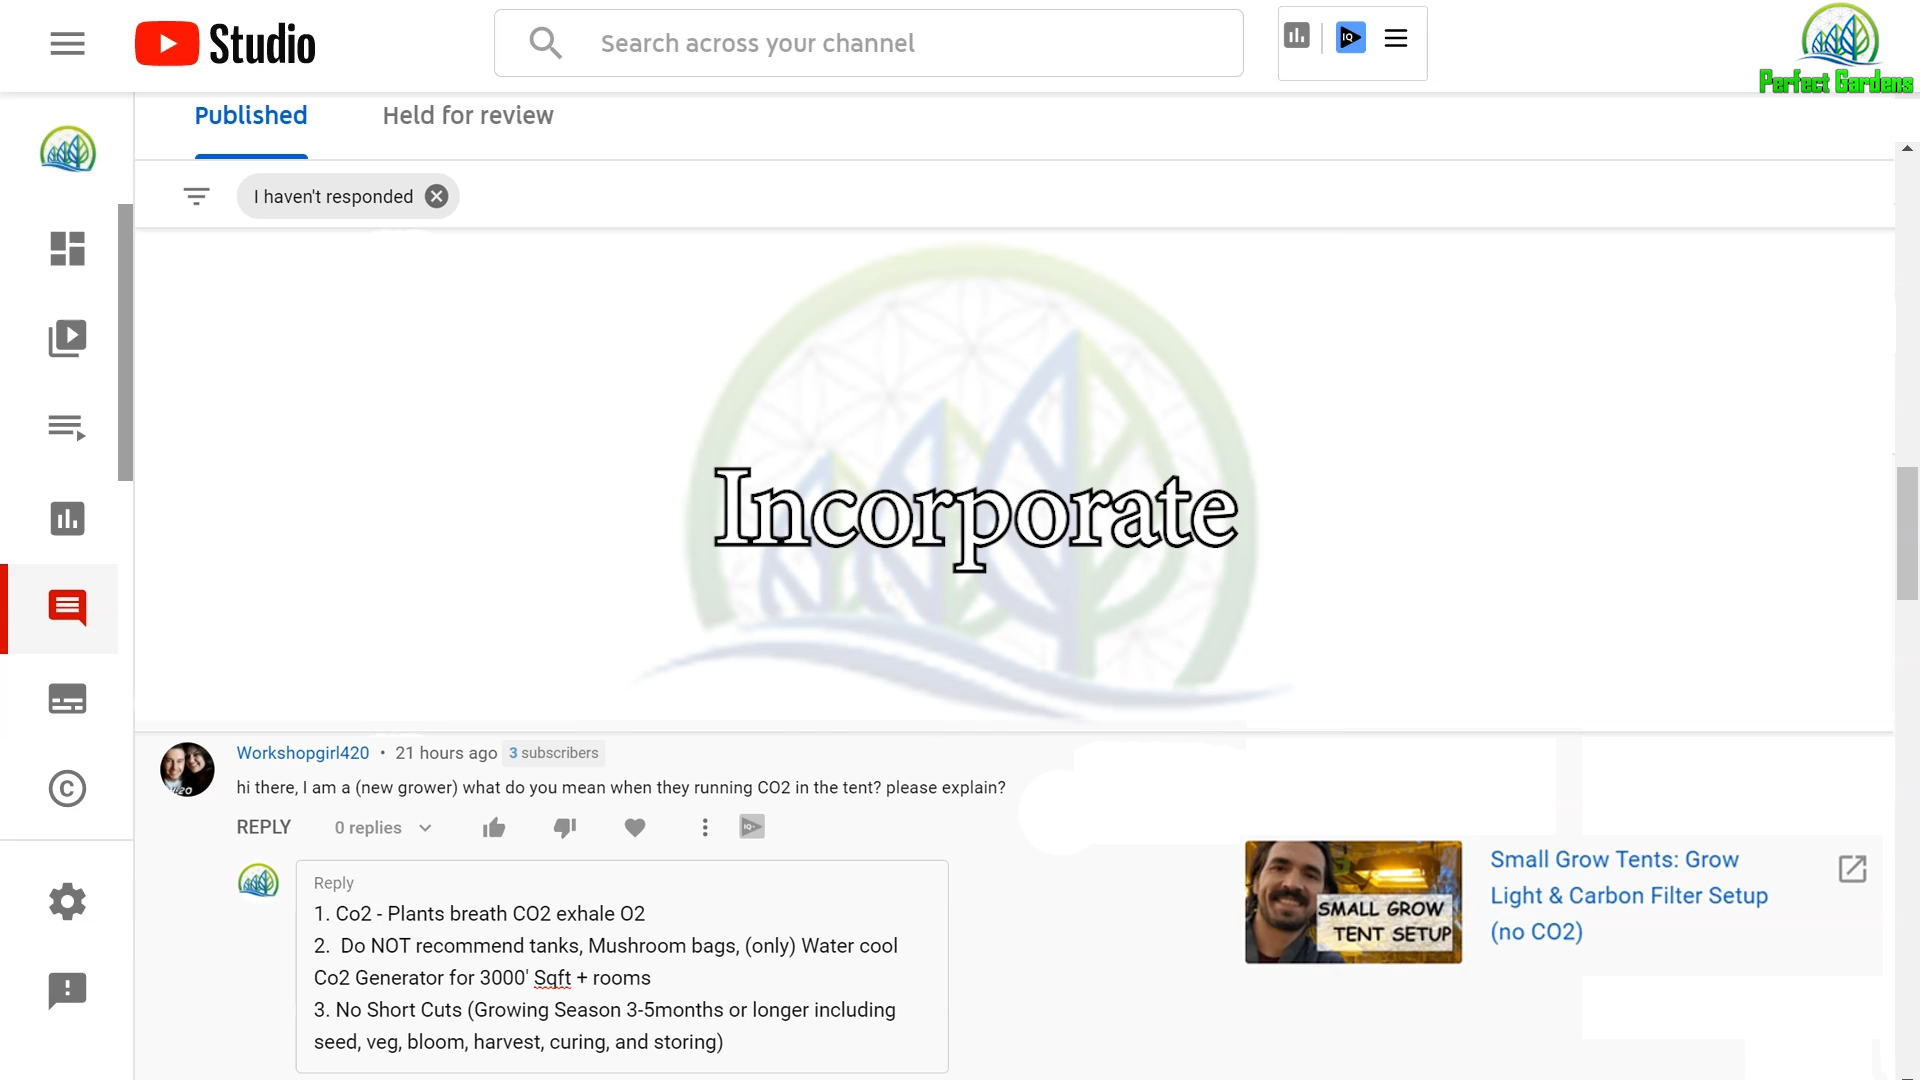 Studio
Search across your channel
IQ
Perfect Gardens
Published
Held for review
I haven't responded
Incorporate
Workshopgirl420 • 21 hours ago 3 subscribers
hi there, I am a (new grower) what do you mean when they running CO2 in the tent? please explain?
REPLY 0 replies
Reply
1. Co2 - Plants breath CO2 exhale O2
2.  Do NOT recommend tanks, Mushroom bags, (only) Water cool
Co2 Generator for 3000' Sqft + rooms
3. No Short Cuts (Growing Season 3-5months or longer including
seed, veg, bloom, harvest, curing, and storing)
SMALL GROW
TENT SETUP
Small Grow Tents: Grow
Light & Carbon Filter Setup
(no CO2)